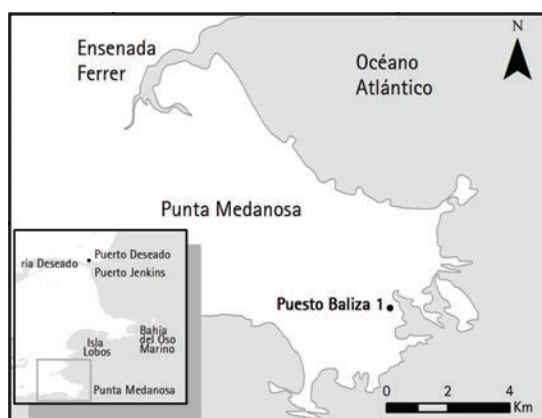 Ensenada
Ferrer
Océano
Atlántico
N
Punta Medanosa
Puerto Deseado
ría Deseado
Puerto Jenkins
Isla
Lobos
Bahía
del Oso
Marino
Punta Medanosa
Puesto Baliza 1
0 2 4
Km